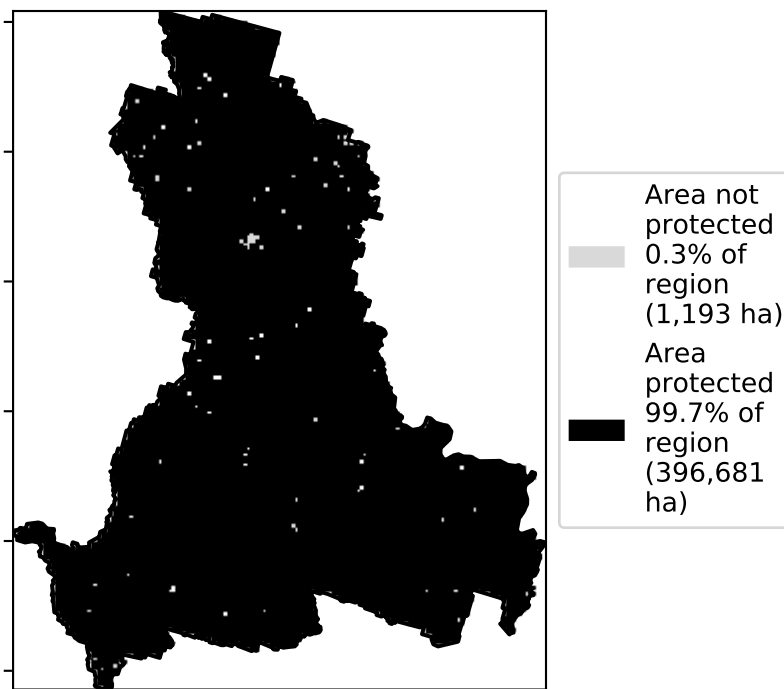 Area not
protected
0.3% of
region
(1,193 ha)
Area
protected
99.7% of
region
(396,681
ha)